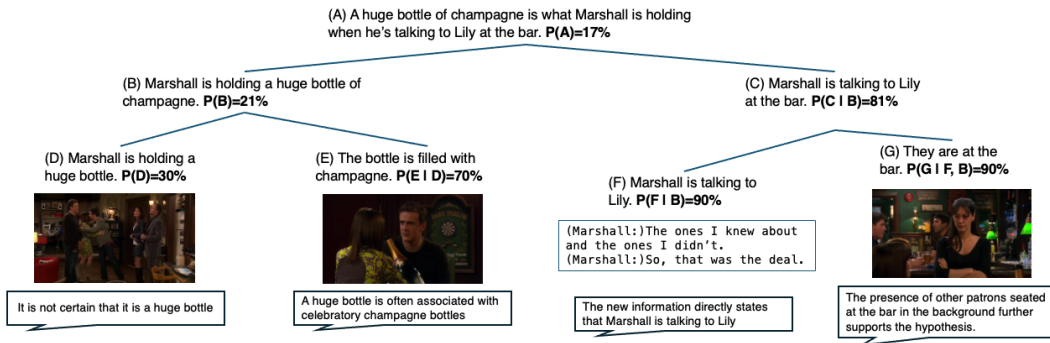 (A) A huge bottle of champagne is what Marshall is holding
when he's talking to Lily at the bar. P(A)=17%
(B) Marshall is holding a huge bottle of
champagne. P(B)=21%
(C) Marshall is talking to Lily
at the bar. P(C | B)=81%
(D) Marshall is holding a
huge bottle. P(D)=30%
(E) The bottle is filled with
champagne. P(E | D)=70%
(F) Marshall is talking to
Lily. P(F | B)=90%
(G) They are at the
bar. P(G | F, B)=90%
(Marshall:)The ones I knew about
and the ones I didn't.
(Marshall:)So, that was the deal.
It is not certain that it is a huge bottle
A huge bottle is often associated with
celebratory champagne bottles
The new information directly states
that Marshall is talking to Lily
The presence of other patrons seated
at the bar in the background further
supports the hypothesis.